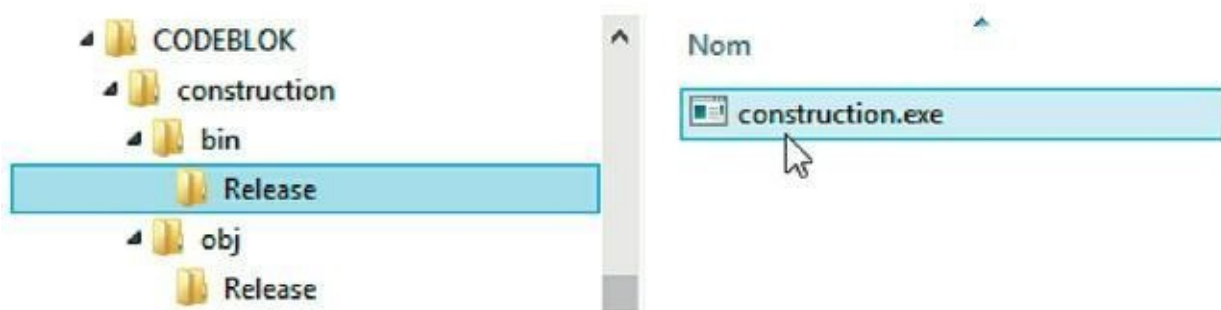 CODEBLOK
construction
bin
Release
obj
Release
Nom
construction.exe